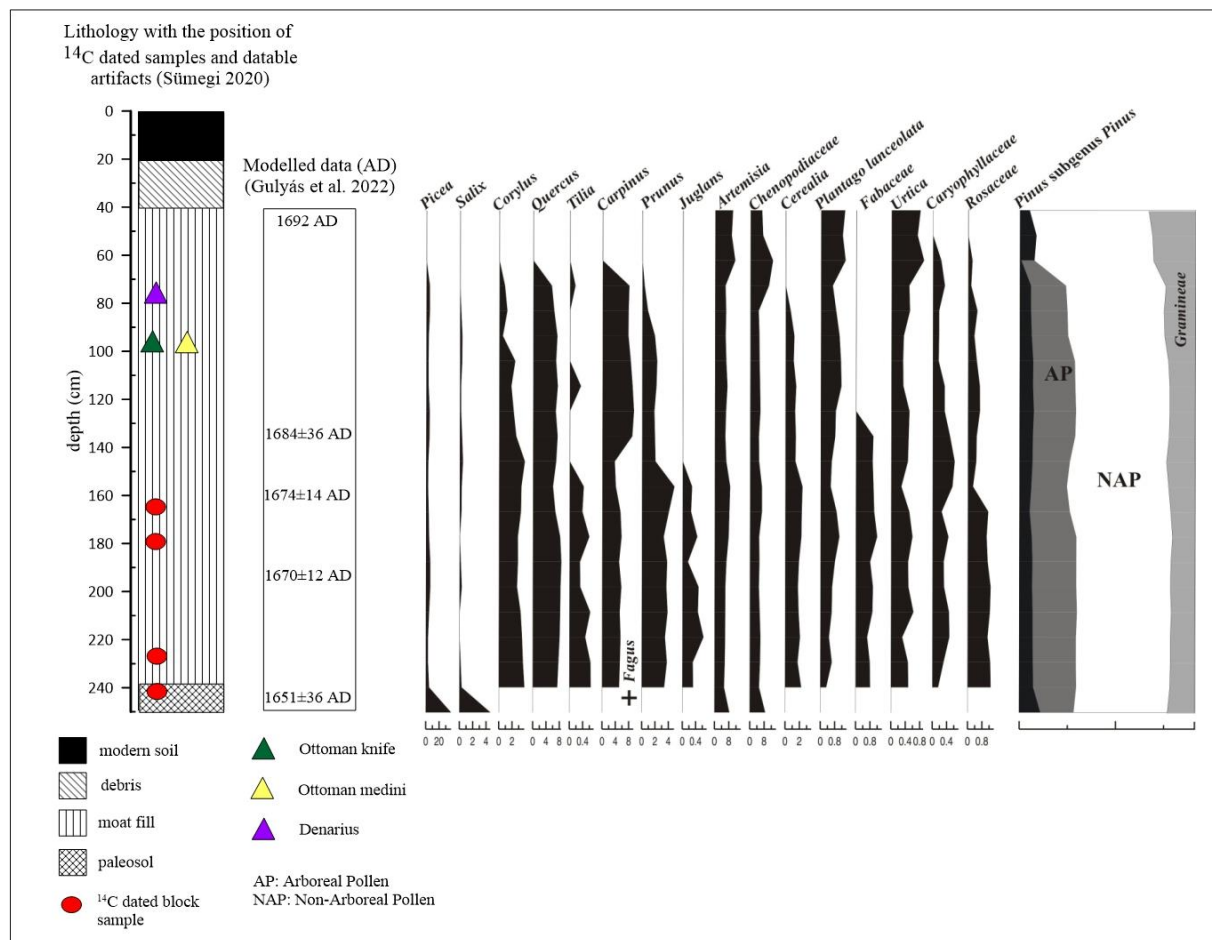 Lithology with the position of
14C dated samples and datable
artifacts (Sümegi 2020)
Modelled data (AD)
(Gulyás et al. 2022)
depth (cm)
0
20
40
60
80
100
120
140
160
180
200
220
240
1692 AD
1684±36 AD
1674±14 AD
1670±12 AD
1651±36 AD
Picea
Salix
Corylus
Quercus
Tilia
Carpinus
Prunus
Juglans
Artemisia
Chenopodiaceae
Cerealia
Plantago lanceolata
Fabaceae
Urtica
Caryophyllaceae
Rosaceae
Pinus subgenus Pinus
AP
NAP
Gramineae
+ Fagus
0 20
0 2 4
0 2
0 4 8
0 0.4
0 4 8
0 2 4
0 0.4
0 8
0 8
0 2
0 0.8
0 0.8
0 0.4 0.8
0 0.4
0 0.8
modern soil
debris
moat fill
paleosol
14C dated block
sample
Ottoman knife
Ottoman medini
Denarius
AP: Arboreal Pollen
NAP: Non-Arboreal Pollen